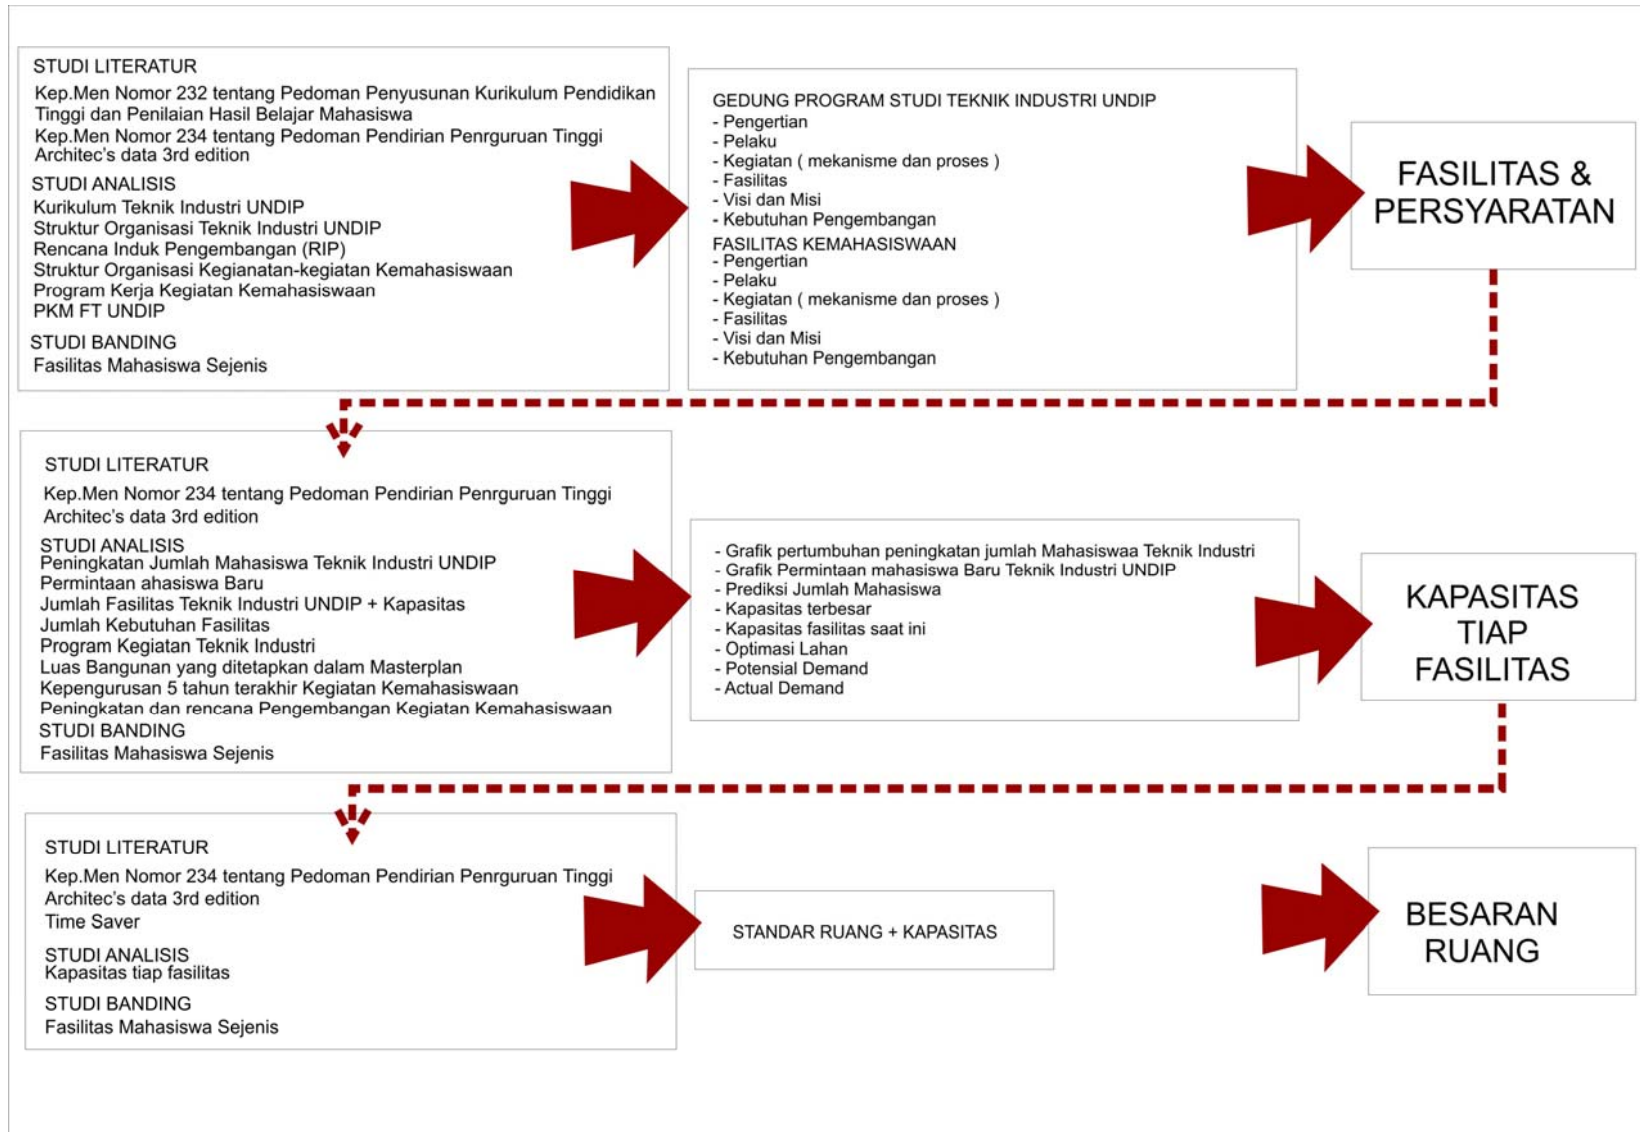 STUDI LITERATUR
Kep.Men Nomor 232 tentang Pedoman Penyusunan Kurikulum Pendidikan
Tinggi dan Penilaian Hasil Belajar Mahasiswa
Kep.Men Nomor 234 tentang Pedoman Pendirian Penrguruan Tinggi
Architec's data 3rd edition
STUDI ANALISIS
Kurikulum Teknik Industri UNDIP
Struktur Organisasi Teknik Industri UNDIP
Rencana Induk Pengembangan (RIP)
Struktur Organisasi Kegianatan-kegiatan Kemahasiswaan
Program Kerja Kegiatan Kemahasiswaan
PKM FT UNDIP
STUDI BANDING
Fasilitas Mahasiswa Sejenis
GEDUNG PROGRAM STUDI TEKNIK INDUSTRI UNDIP
- Pengertian
- Pelaku
- Kegiatan ( mekanisme dan proses )
- Fasilitas
- Visi dan Misi
- Kebutuhan Pengembangan
FASILITAS KEMAHASISWAAN
- Pengertian
- Pelaku
- Kegiatan ( mekanisme dan proses )
- Fasilitas
- Visi dan Misi
- Kebutuhan Pengembangan
FASILITAS &
PERSYARATAN
STUDI LITERATUR
Kep.Men Nomor 234 tentang Pedoman Pendirian Penrguruan Tinggi
Architec's data 3rd edition
STUDI ANALISIS
Peningkatan Jumlah Mahasiswa Teknik Industri UNDIP
Permintaan ahasiswa Baru
Jumlah Fasilitas Teknik Industri UNDIP + Kapasitas
Jumlah Kebutuhan Fasilitas
Program Kegiatan Teknik Industri
Luas Bangunan yang ditetapkan dalam Masterplan
Kepengurusan 5 tahun terakhir Kegiatan Kemahasiswaan
Peningkatan dan rencana Pengembangan Kegiatan Kemahasiswaan
STUDI BANDING
Fasilitas Mahasiswa Sejenis
- Grafik pertumbuhan peningkatan jumlah Mahasiswaa Teknik Industri
- Grafik Permintaan mahasiswa Baru Teknik Industri UNDIP
- Prediksi Jumlah Mahasiswa
- Kapasitas terbesar
- Kapasitas fasilitas saat ini
- Optimasi Lahan
- Potensial Demand
- Actual Demand
KAPASITAS
TIAP
FASILITAS
STUDI LITERATUR
Kep.Men Nomor 234 tentang Pedoman Pendirian Penrguruan Tinggi
Architec's data 3rd edition
Time Saver
STUDI ANALISIS
Kapasitas tiap fasilitas
STUDI BANDING
Fasilitas Mahasiswa Sejenis
STANDAR RUANG + KAPASITAS
BESARAN
RUANG